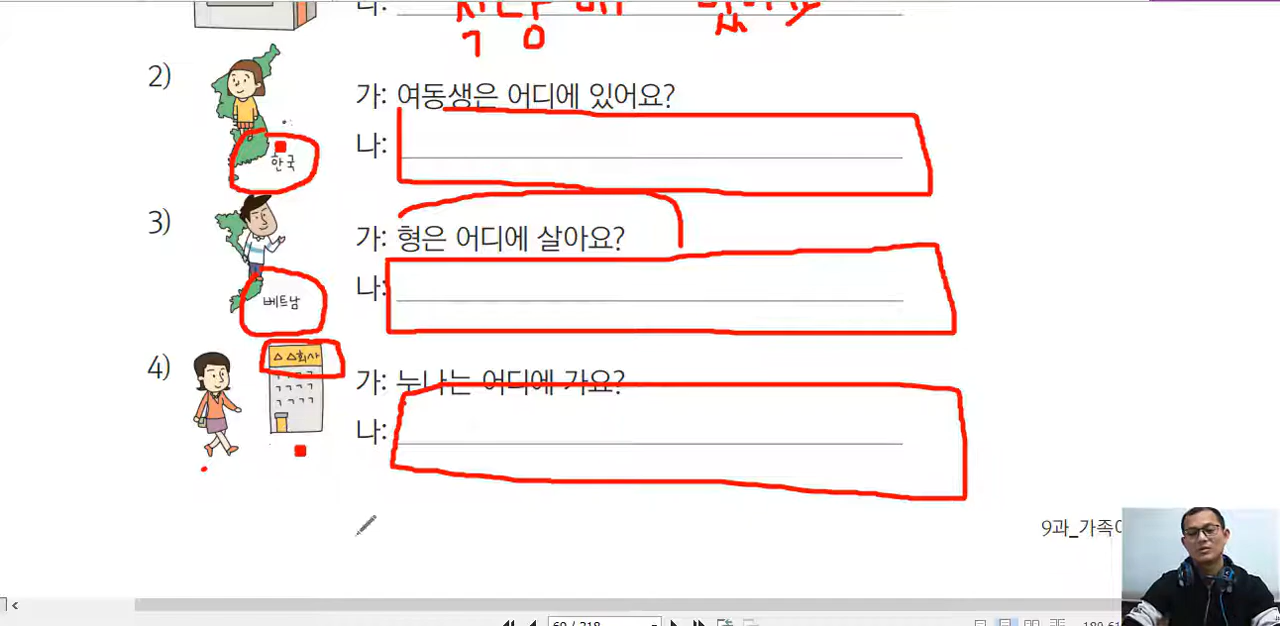 나:
2)
가: 여동생은 어디에 있어요?
한국
나:
3)
가: 형은 어디에 살아요?
베트남
나:
4)
△△회사
가: 누나는 어디에 가요?
나:
9과_가족
69 / 218